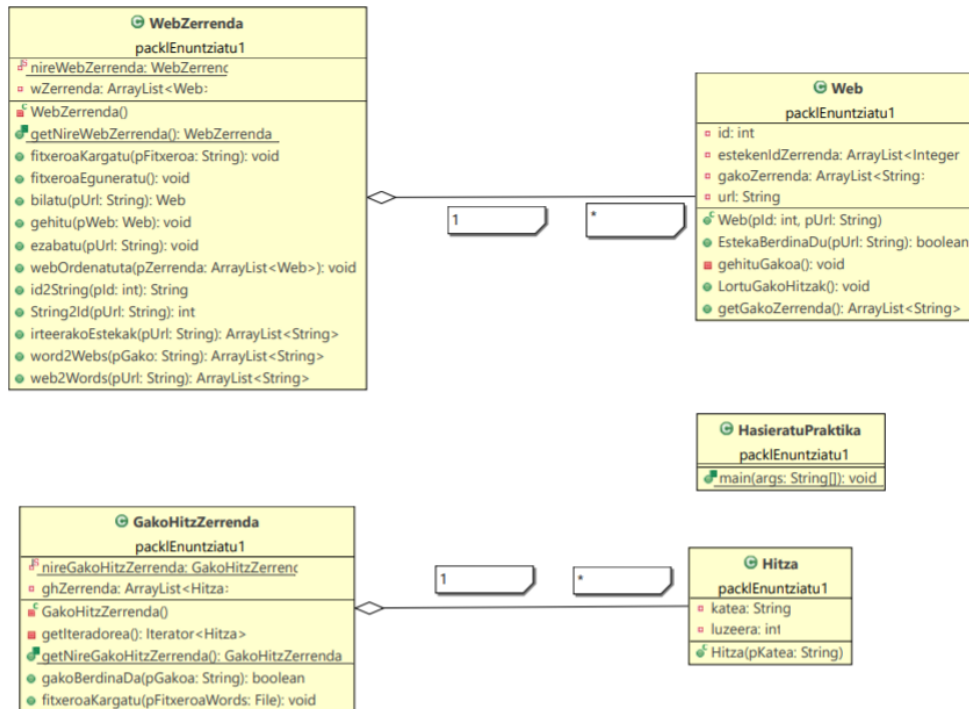 WebZerrenda
packlEnuntziatu1
nireWebZerrenda: WebZerrenc
wZerrenda: ArrayList<Web:
WebZerrenda()
getNireWebZerrenda(): WebZerrenda
fitxeroaKargatu(pFitxeroa: String): void
fitxeroaEguneratu(): void
bilatu(pUrl: String): Web
gehitu(pWeb: Web): void
ezabatu(pUrl: String): void
webOrdenatuta(pZerrenda: ArrayList<Web>): void
id2String(pId: int): String
String2Id(pUrl: String): int
irteerakoEstekak(pUrl: String): ArrayList<String>
word2Webs(pGako: String): ArrayList<String>
web2Words(pUrl: String): ArrayList<String>
1
*
Web
packlEnuntziatu1
id: int
estekenIdZerrenda: ArrayList<Integer
gakoZerrenda: ArrayList<String:
url: String
Web(pId: int, pUrl: String)
EstekaBerdinaDu(pUrl: String): boolean
gehituGakoa(): void
LortuGakoHitzak(): void
getGakoZerrenda(): ArrayList<String>
HasieratuPraktika
packlEnuntziatu1
main(args: String[]): void
GakoHitzZerrenda
packlEnuntziatu1
nireGakoHitzZerrenda: GakoHitzZerrenc
ghZerrenda: ArrayList<Hitza:
GakoHitzZerrenda()
getIteradorea(): Iterator<Hitza>
getNireGakoHitzZerrenda(): GakoHitzZerrenda
gakoBerdinaDa(pGakoa: String): boolean
fitxeroaKargatu(pFitxeroaWords: File): void
1
*
Hitza
packlEnuntziatu1
katea: String
luzeera: int
Hitza(pKatea: String)